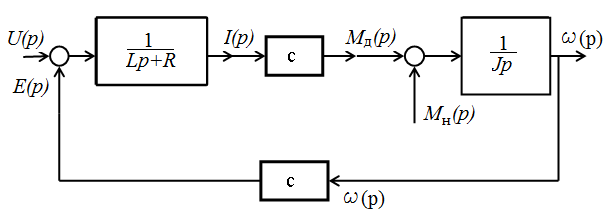 U(p)
1
Lp+R
I(p)
c
Mд(p)
1
Jp
ω(p)
E(p)
Mн(p)
c
ω(p)